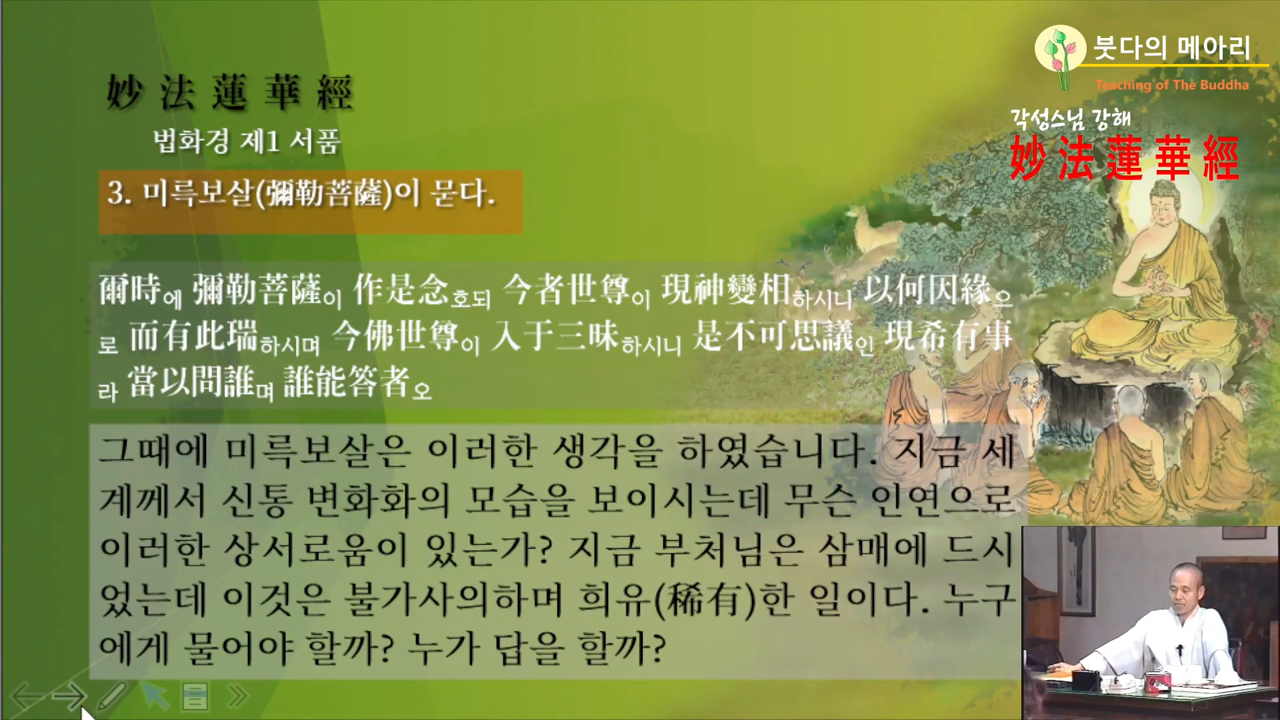 妙法蓮華經
법화경 제1 서품
3. 미륵보살(彌勒菩薩)이 묻다.
爾時에 彌勒菩薩이 作是念호되 今者世尊이 現神變相하시니 以何因緣으
로 而有此瑞하시며 今佛世尊이 入于三昧하시니 是不可思議인 現希有事
라 當以問誰며 誰能答者오
그때에 미륵보살은 이러한 생각을 하였습니다. 지금 세
계께서 신통 변화화의 모습을 보이시는데 무슨 인연으로
이러한 상서로움이 있는가? 지금 부처님은 삼매에 드시
었는데 이것은 불가사의하며 희유(稀有)한 일이다. 누구
에게 물어야 할까? 누가 답을 할까?
붓다의 메아리
Teaching of The Buddha
각성스님 강해
妙法蓮華經